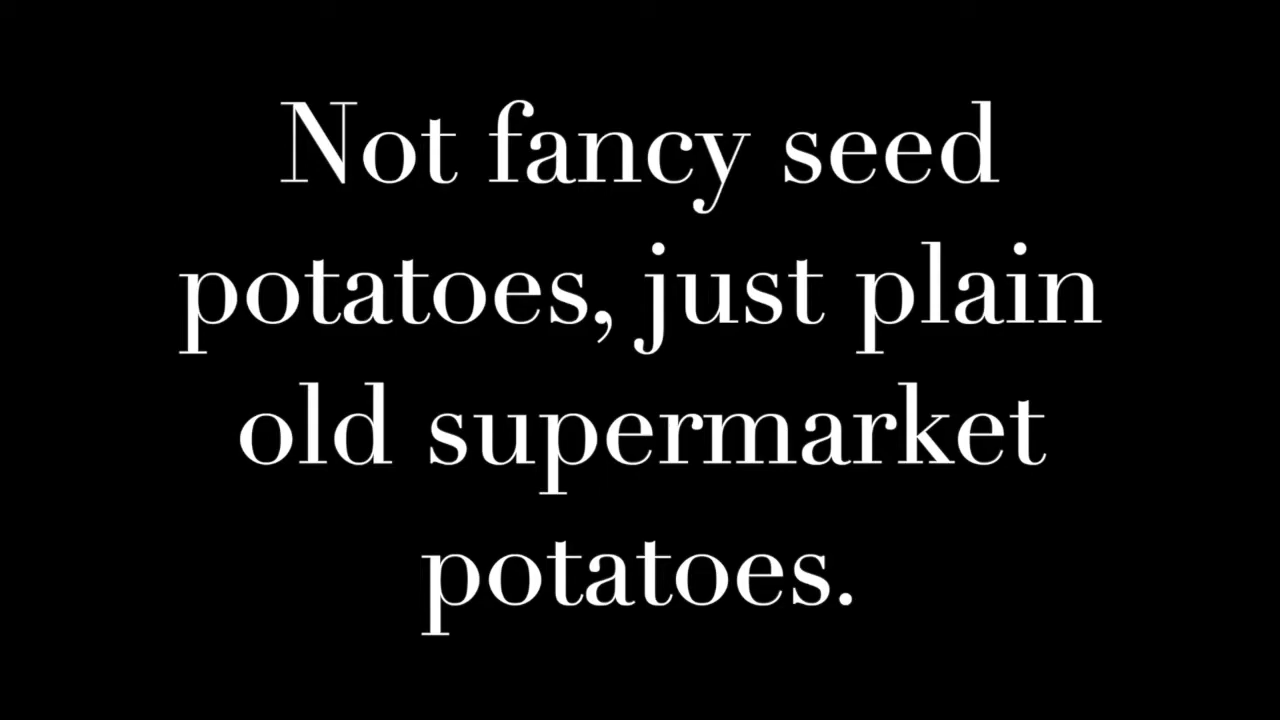 Not fancy seed
potatoes, just plain
old supermarket
potatoes.